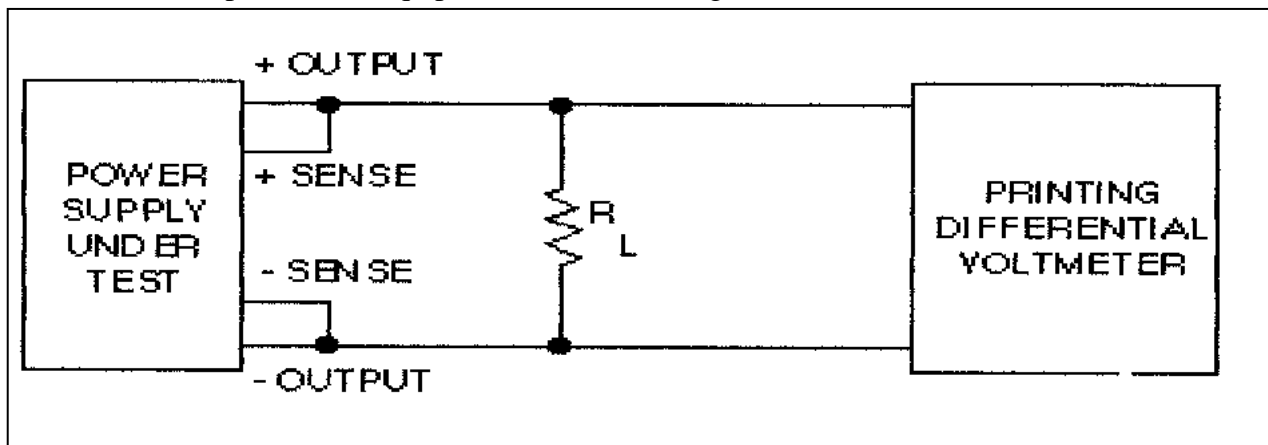 + OUTPUT
+ SENSE
POWER
SUPPLY
UNDER
TEST
- SENSE
- OUTPUT
R
L
PRINTING
DIFFERENTIAL
VOLTMETER